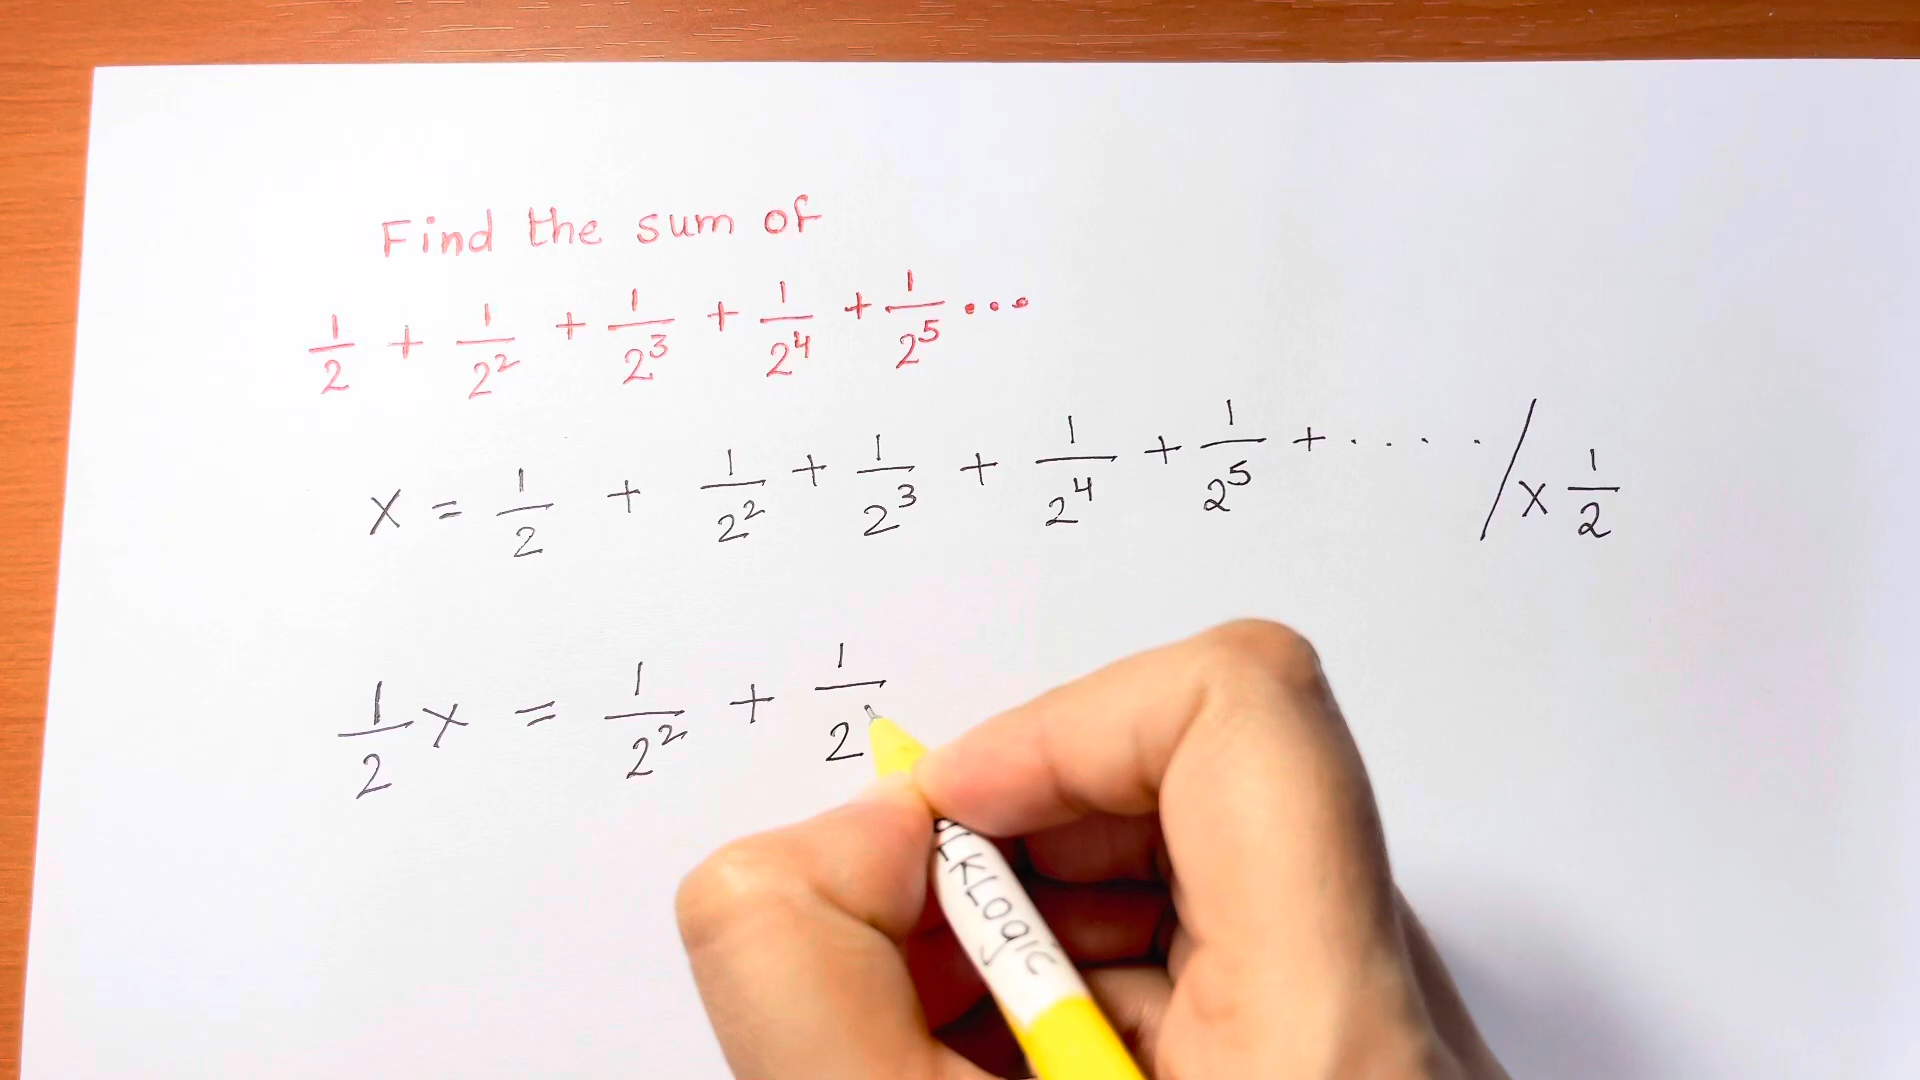 Find the sum of
1/2 + 1/2² + 1/2³ + 1/2⁴ + 1/2⁵ ...
x = 1/2 + 1/2² + 1/2³ + 1/2⁴ + 1/2⁵ + ..... / x 1/2
1/2 x = 1/2² + 1/2